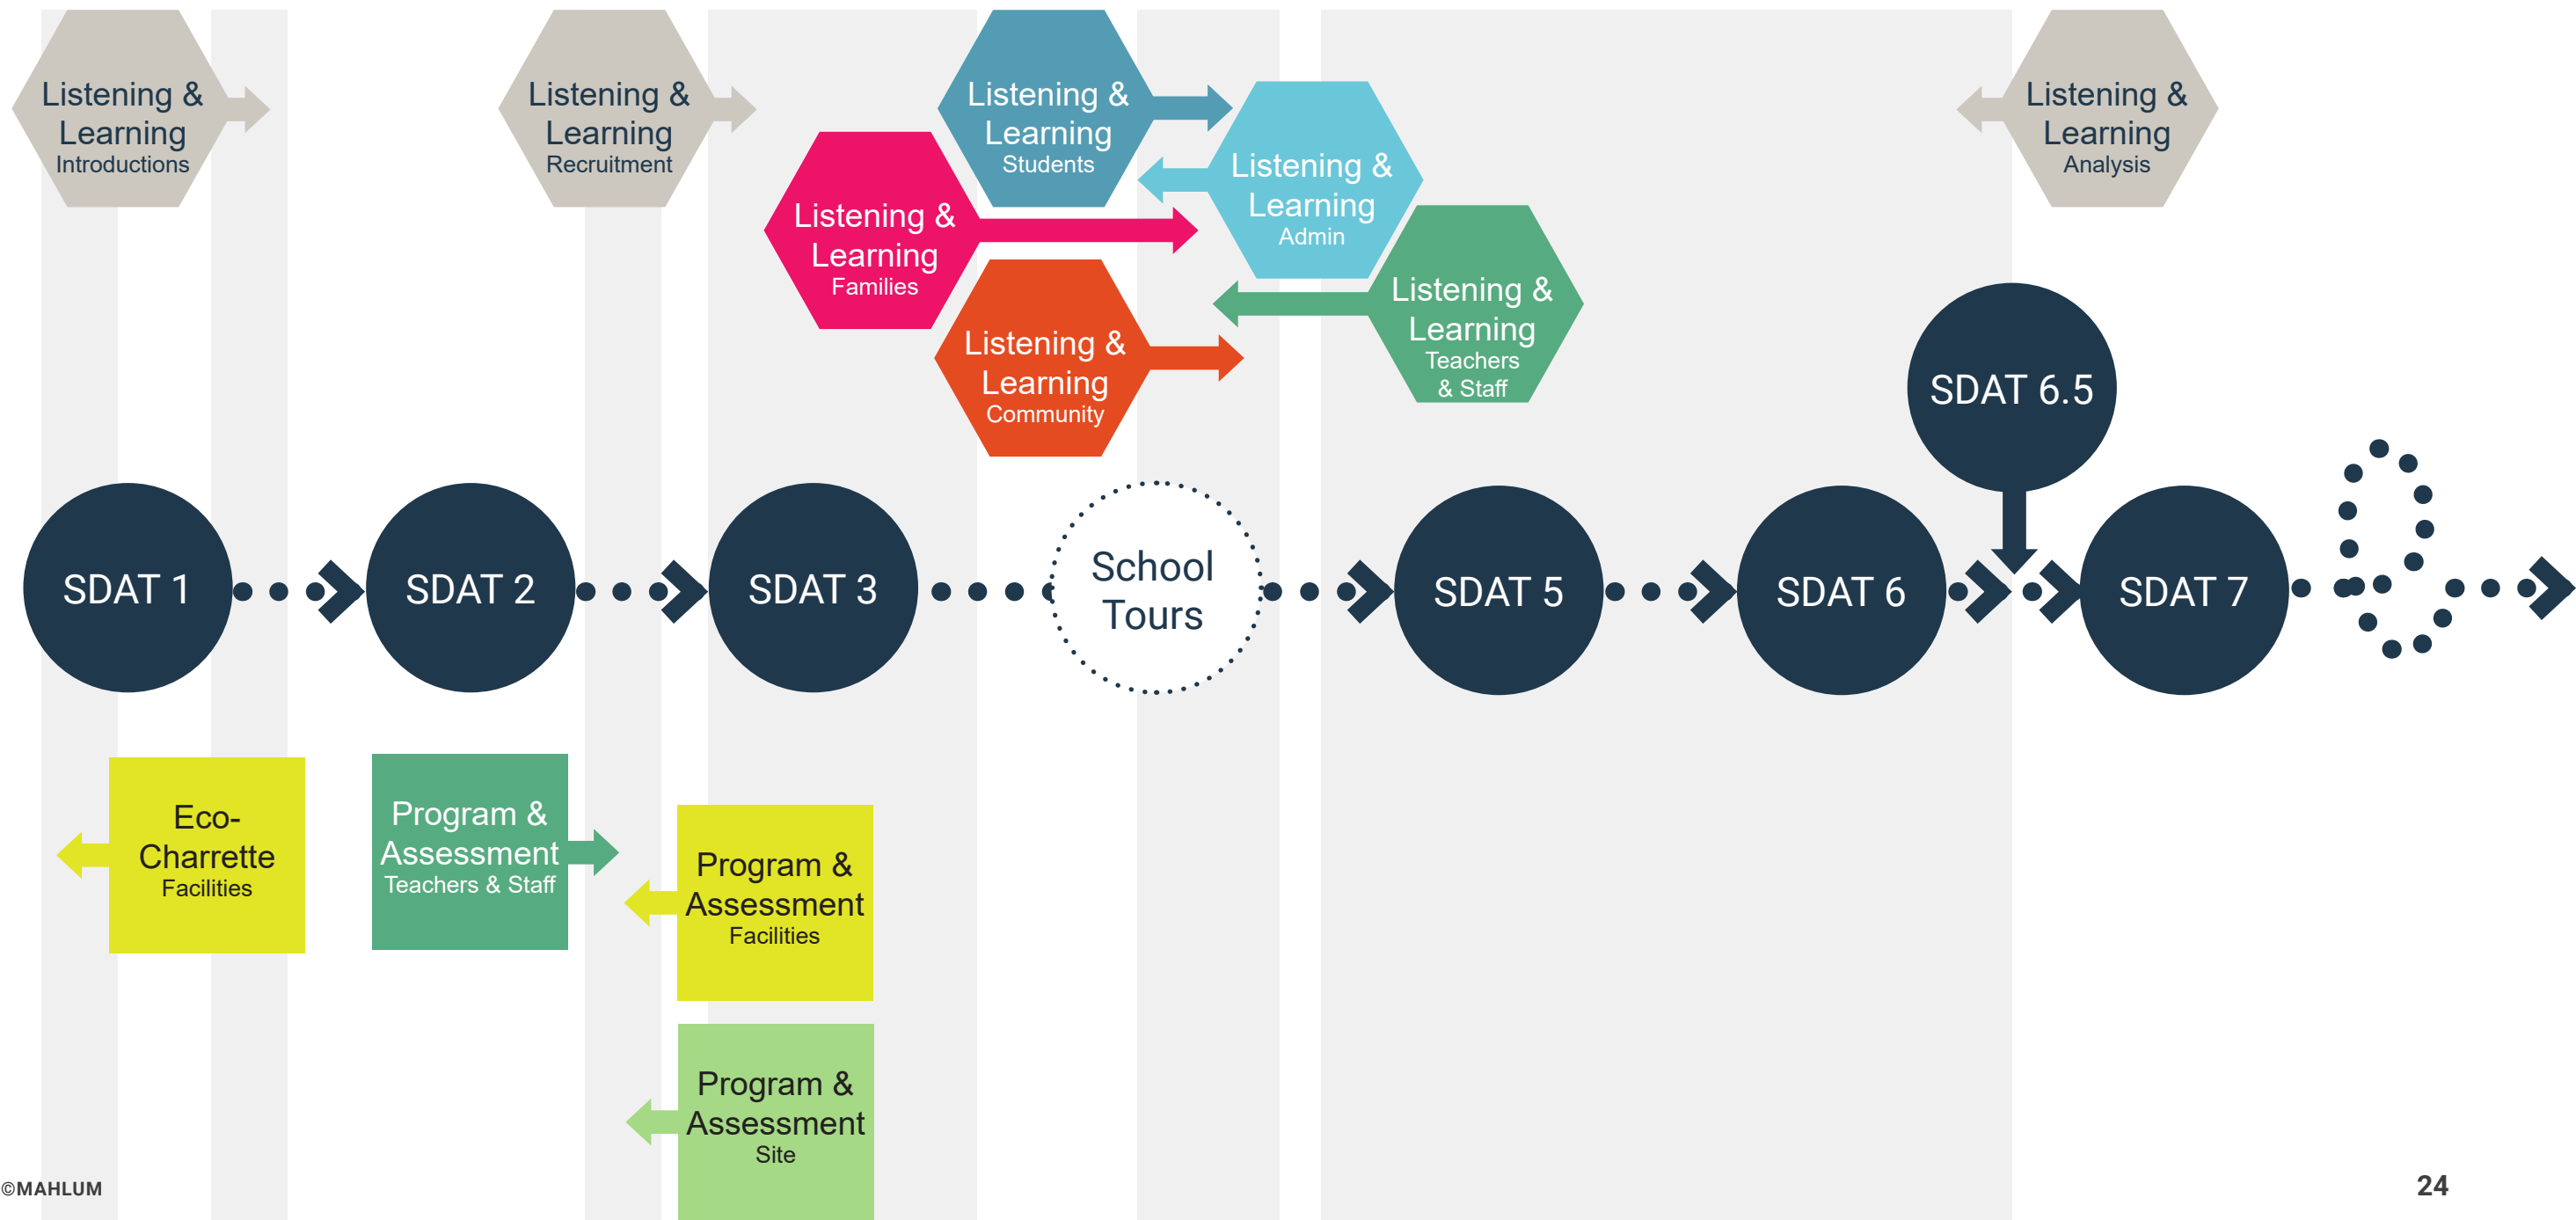 Listening &
Learning
Introductions
Listening &
Learning
Recruitment
Listening &
Learning
Students
Listening &
Learning
Admin
Listening &
Learning
Analysis
Listening &
Learning
Families
Listening &
Learning
Teachers
& Staff
Listening &
Learning
Community
SDAT 6.5
SDAT 1
SDAT 2
SDAT 3
School
Tours
SDAT 5
SDAT 6
SDAT 7
Eco-
Charrette
Facilities
Program &
Assessment
Teachers & Staff
Program &
Assessment
Facilities
Program &
Assessment
Site
©MAHLUM
24